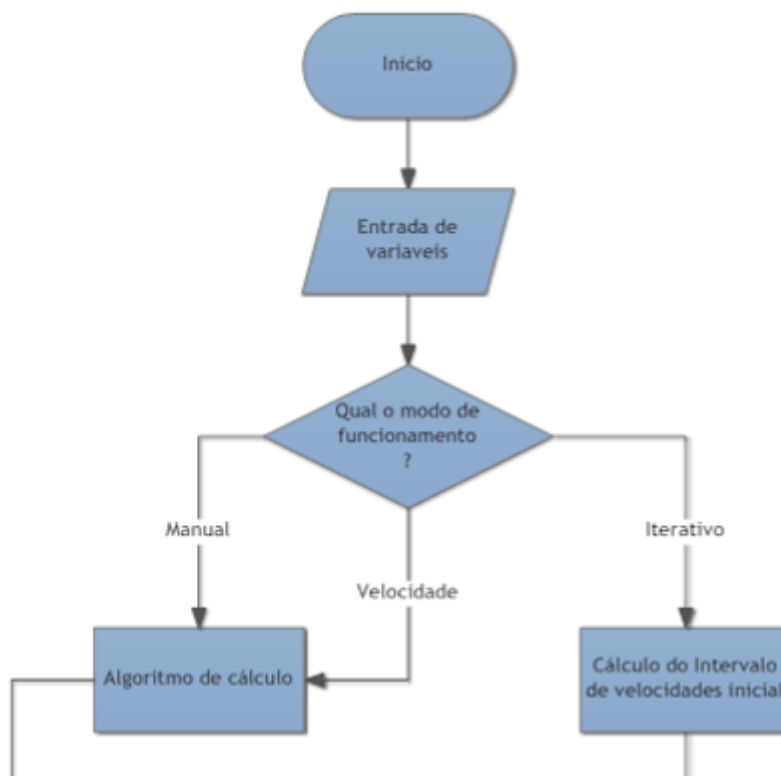 Início
Entrada de
variaveis
Qual o modo de
funcionamento
?
Manual
Iterativo
Velocidade
Algoritmo de cálculo
Cálculo do Intervalo
de velocidades inicial